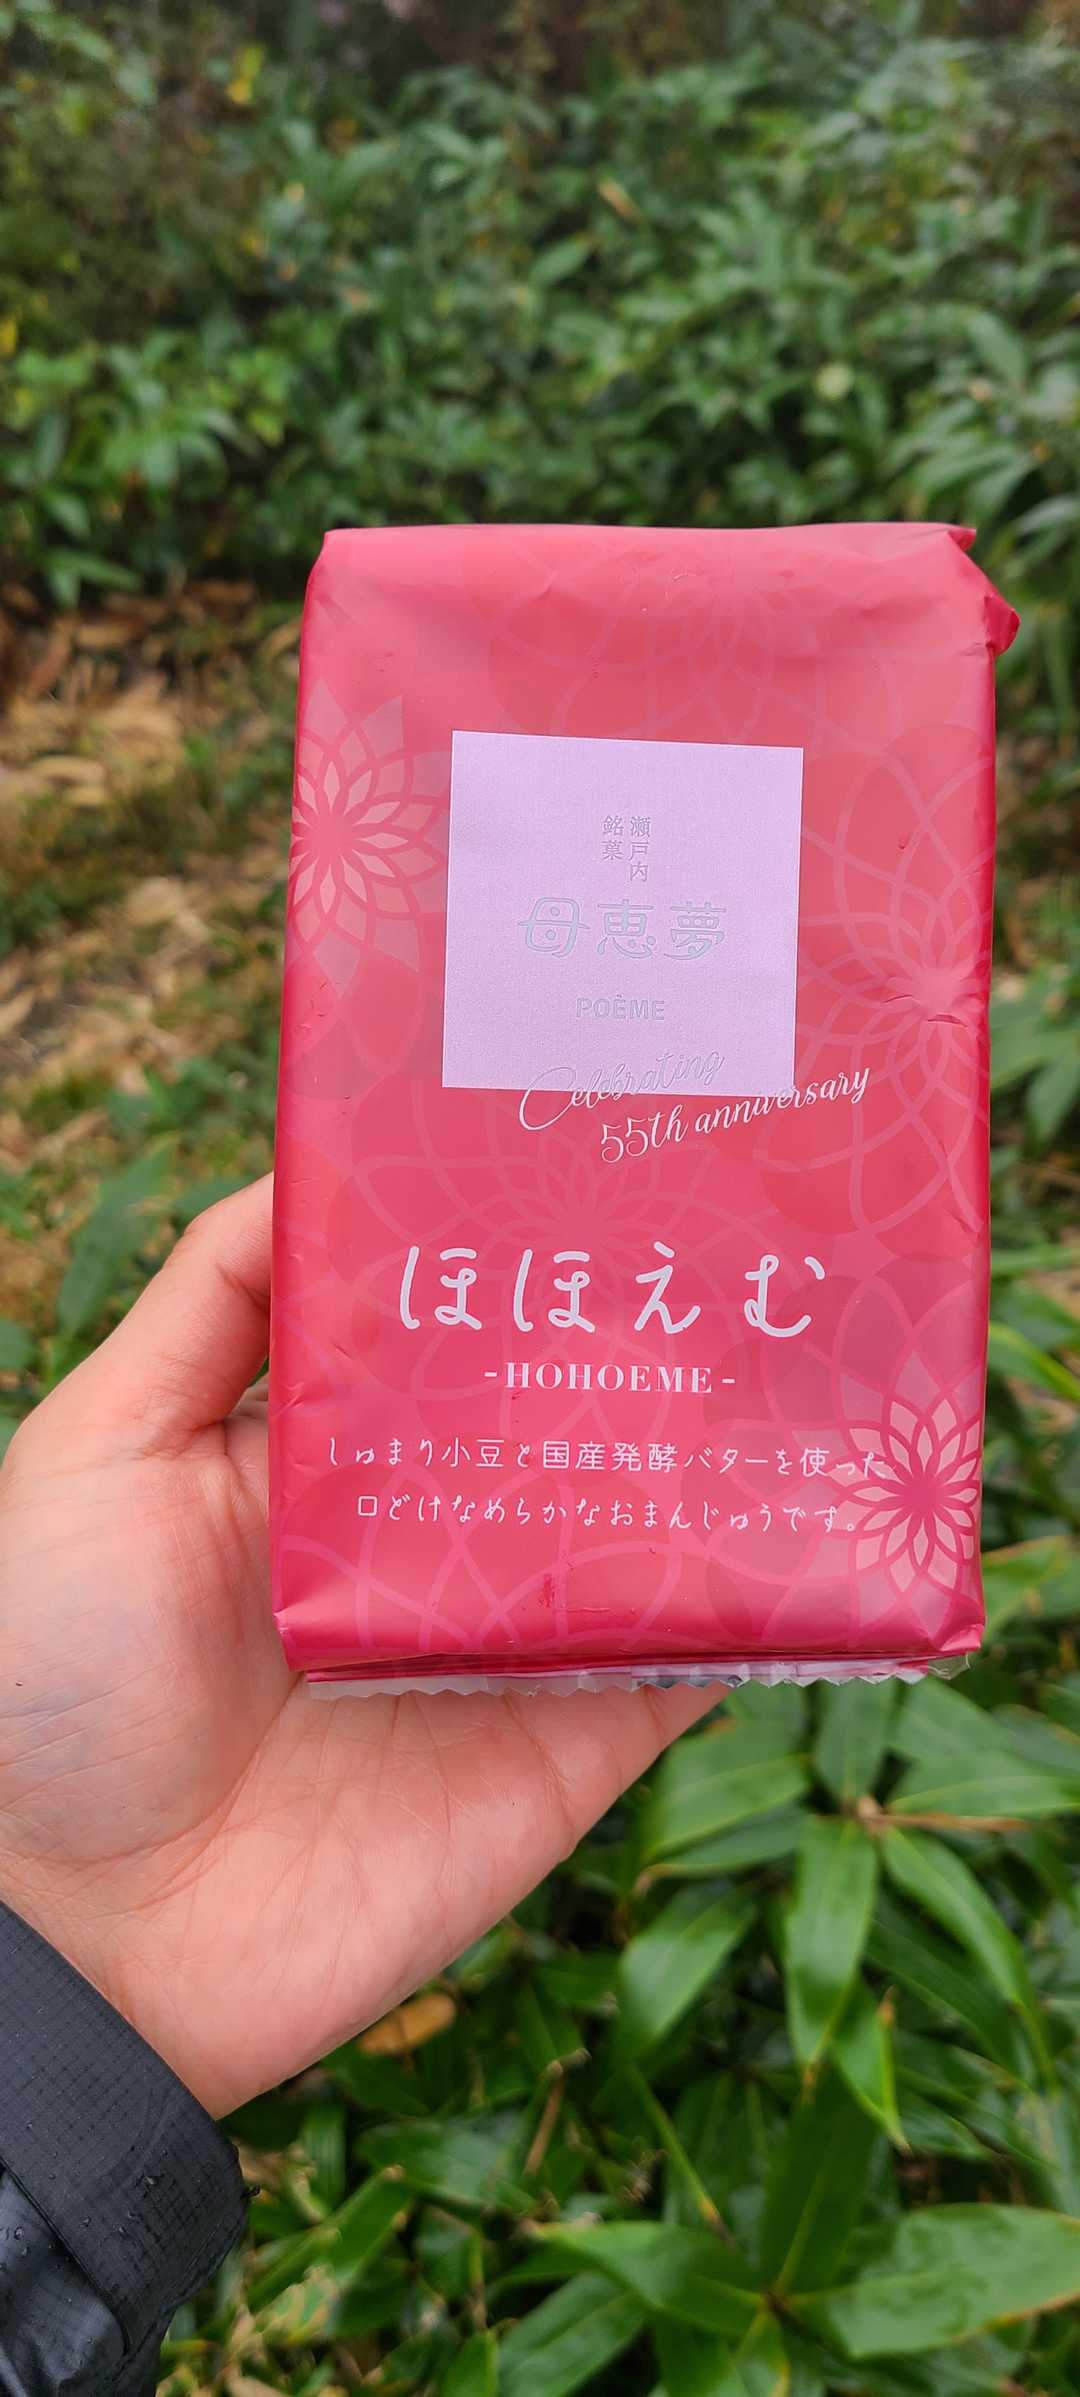 瀬戸内
銘菓
母恵夢
POÈME
Celebrating
55th anniversary
ほほえむ
-HOHOEME-
しゅまり小豆と国産発酵バターを使った
口どけなめらかなおまんじゅうです。